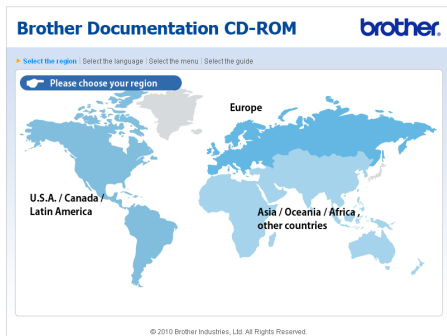 Brother Documentation CD-ROM
brother.
Select the region | Select the language | Select the menu | Select the guide
Please choose your region
Europe
U.S.A. / Canada /
Latin America
Asia / Oceania / Africa ,
other countries
© 2010 Brother Industries, Ltd. All Rights Reserved.